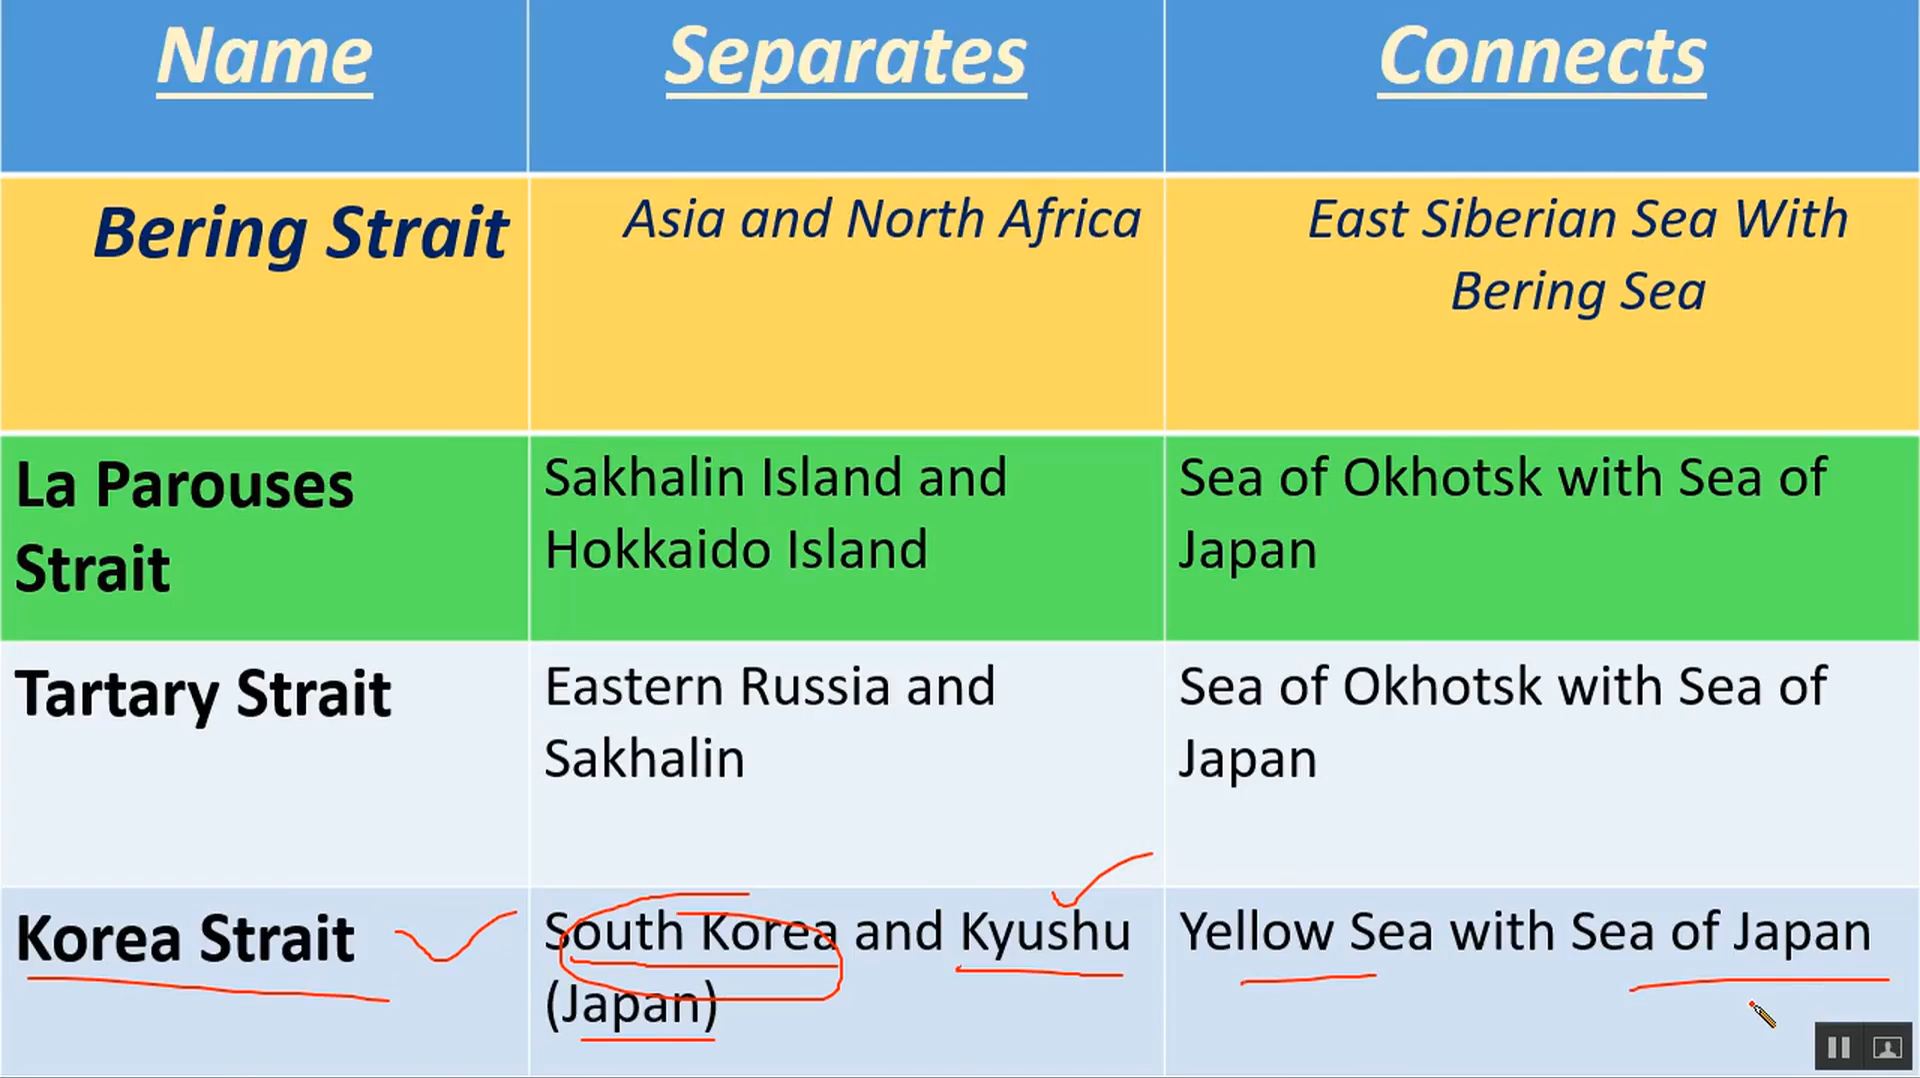 Name
Separates
Connects
Bering Strait
Asia and North Africa
East Siberian Sea With
Bering Sea
La Parouses
Strait
Sakhalin Island and
Hokkaido Island
Sea of Okhotsk with Sea of
Japan
Tartary Strait
Eastern Russia and
Sakhalin
Sea of Okhotsk with Sea of
Japan
Korea Strait
South Korea and Kyushu
(Japan)
Yellow Sea with Sea of Japan